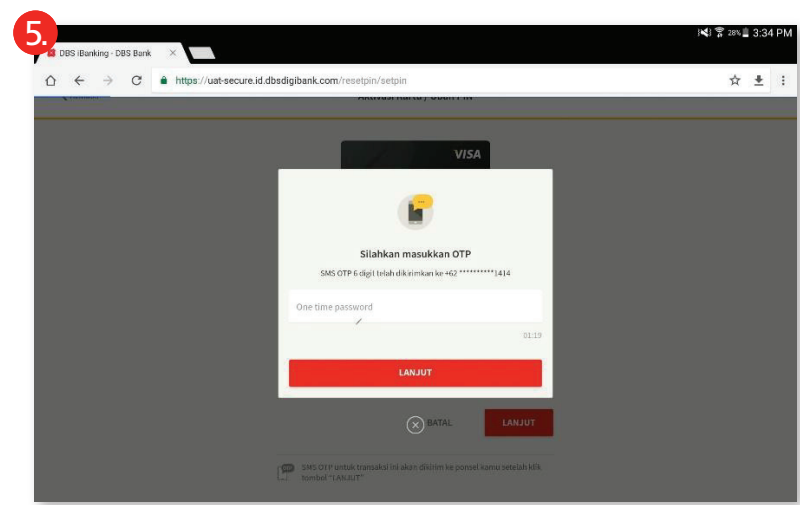 5.
28% 3:34 PM
DBS iBanking - DBS Bank
https://uat-secure.id.dbsdigibank.com/resetpin/setpin
Aktivasi Kartu / Ubah PIN
VISA
Silahkan masukkan OTP
SMS OTP 6 digit telah dikirimkan ke +62 **********1414
One time password
01:19
LANJUT
BATAL
LANJUT
SMS OTP untuk transaksi ini akan dikirim ke ponsel kamu setelah klik
tombol "LANJUT"